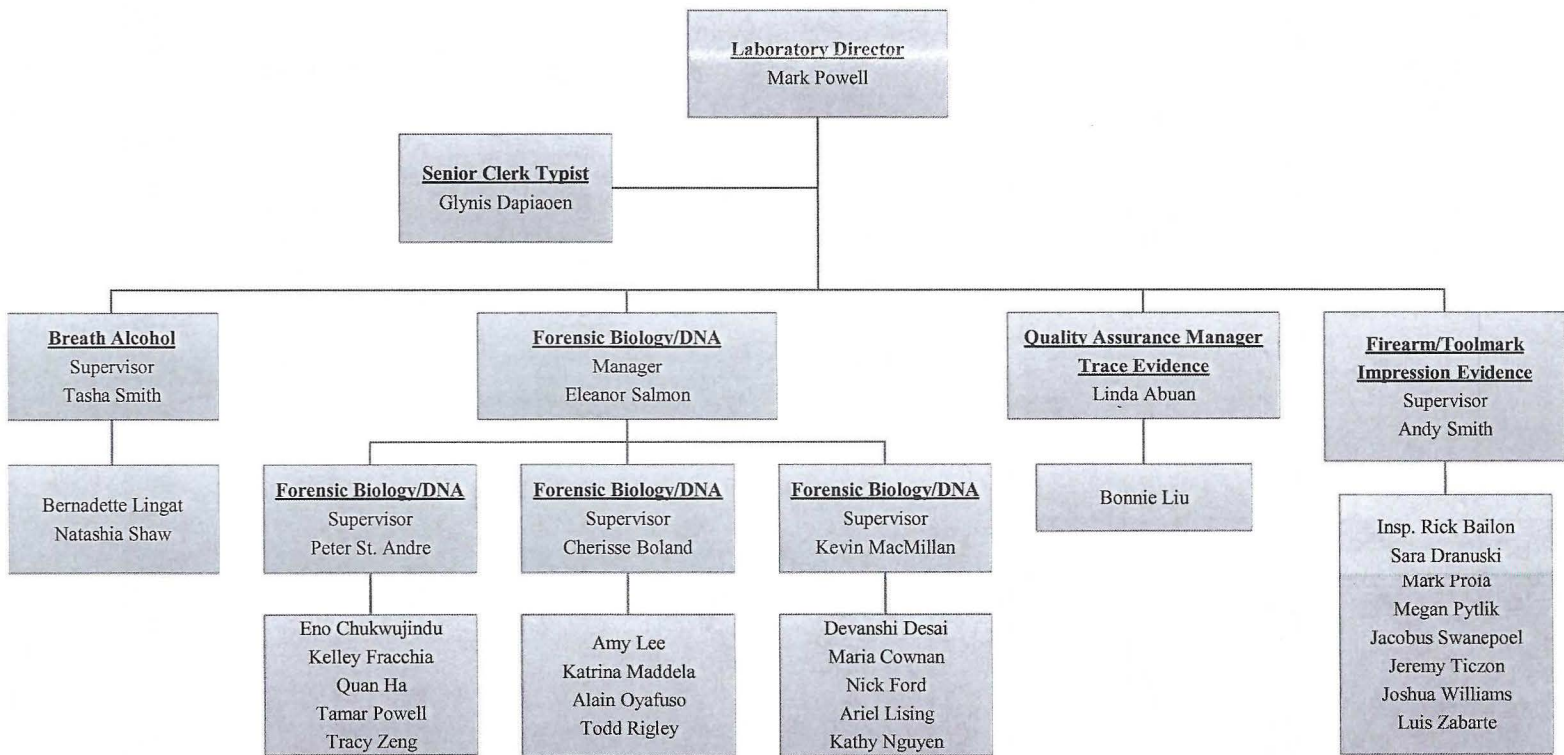 Laboratory Director
Mark Powell
Senior Clerk Typist
Glynis Dapiaoen
Breath Alcohol
Supervisor
Tasha Smith
Bernadette Lingat
Natashia Shaw
Forensic Biology/DNA
Manager
Eleanor Salmon
Forensic Biology/DNA
Supervisor
Peter St. Andre
Eno Chukwujindu
Kelley Fracchia
Quan Ha
Tamar Powell
Tracy Zeng
Forensic Biology/DNA
Supervisor
Cherisse Boland
Amy Lee
Katrina Maddela
Alain Oyafuso
Todd Rigley
Forensic Biology/DNA
Supervisor
Kevin MacMillan
Devanshi Desai
Maria Cownan
Nick Ford
Ariel Lising
Kathy Nguyen
Quality Assurance Manager
Trace Evidence
Linda Abuan
Bonnie Liu
Firearm/Toolmark
Impression Evidence
Supervisor
Andy Smith
Insp. Rick Bailon
Sara Dranuski
Mark Proia
Megan Pytlik
Jacobus Swanepoel
Jeremy Ticzon
Joshua Williams
Luis Zabarte